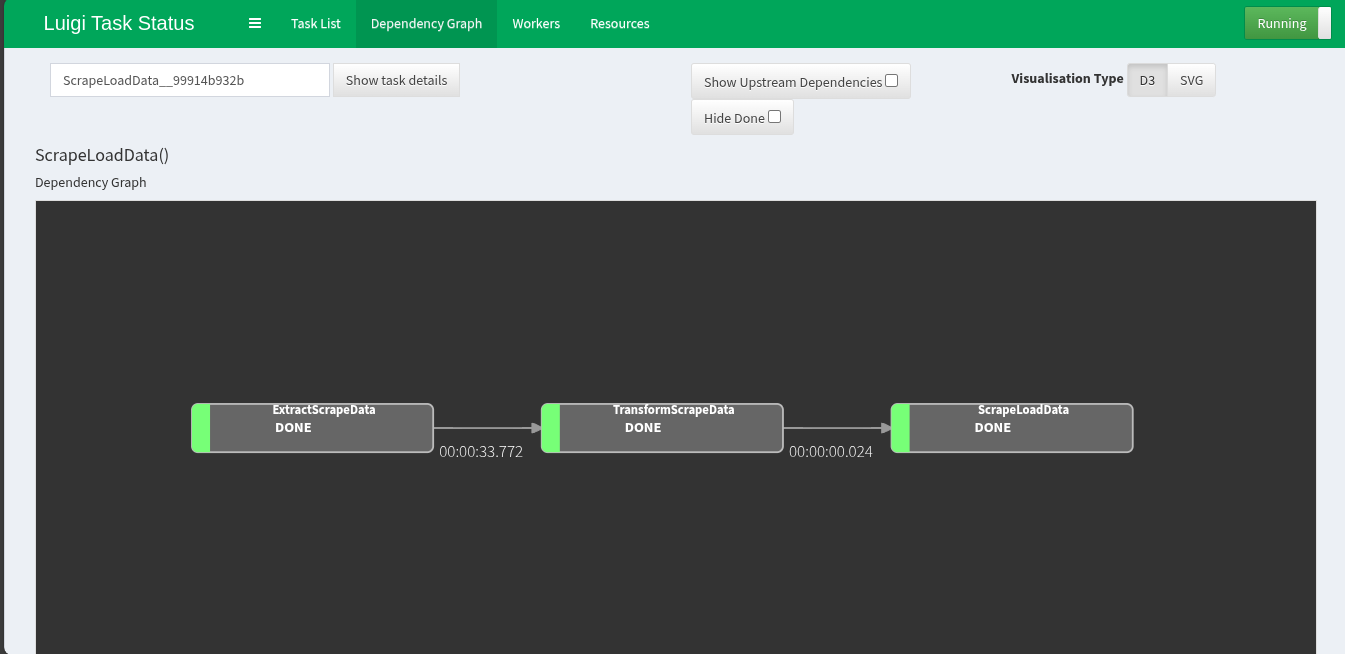 Luigi Task Status
Task List
Dependency Graph
Workers
Resources
Running
ScrapeLoadData__99914b932b
Show task details
Show Upstream Dependencies
Hide Done
Visualisation Type
D3
SVG
ScrapeLoadData()
Dependency Graph
ExtractScrapeData
DONE
00:00:33.772
TransformScrapeData
DONE
00:00:00.024
ScrapeLoadData
DONE